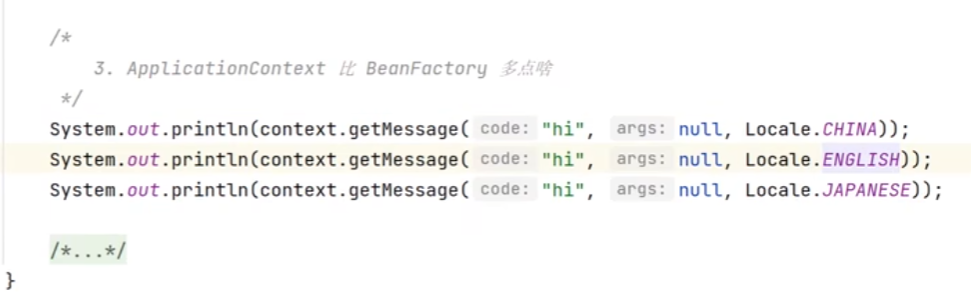 /*
3. ApplicationContext 比 BeanFactory 多点啥
*/
System.out.println(context.getMessage( code: "hi", args: null, Locale.CHINA));
System.out.println(context.getMessage( code: "hi", args: null, Locale.ENGLISH));
System.out.println(context.getMessage( code: "hi", args: null, Locale.JAPANESE));
/*...*/
}